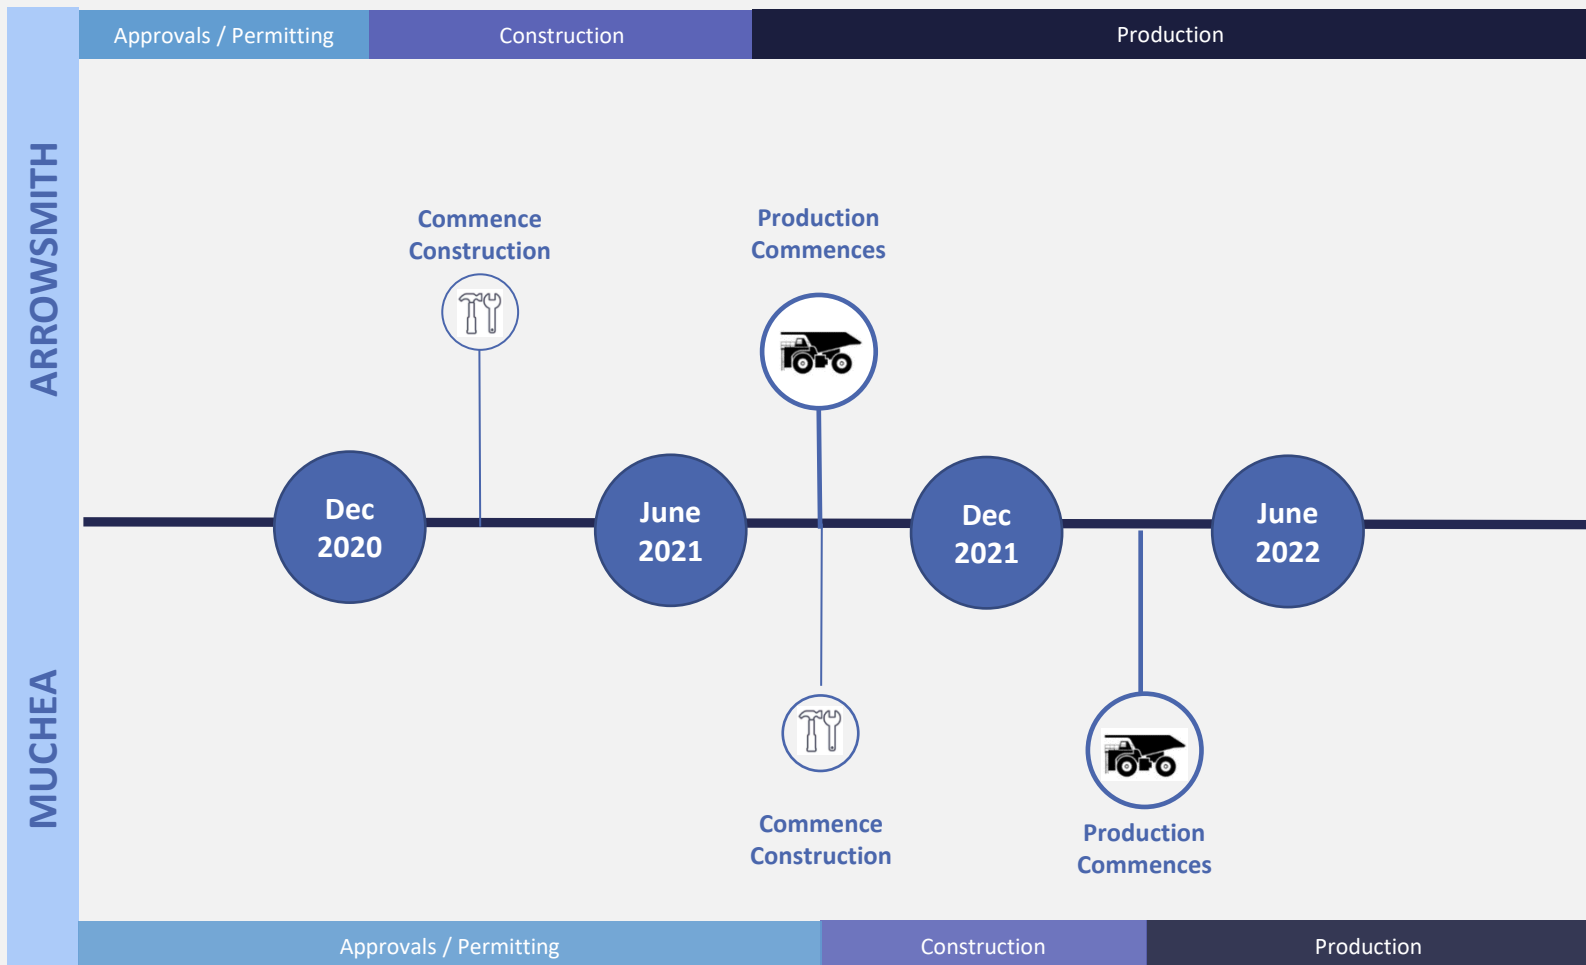 Approvals / Permitting
Construction
Production
ARROWSMITH
Commence
Construction
Production
Commences
Dec
2020
June
2021
Dec
2021
June
2022
MUCHEA
Commence
Construction
Production
Commences
Approvals / Permitting
Construction
Production